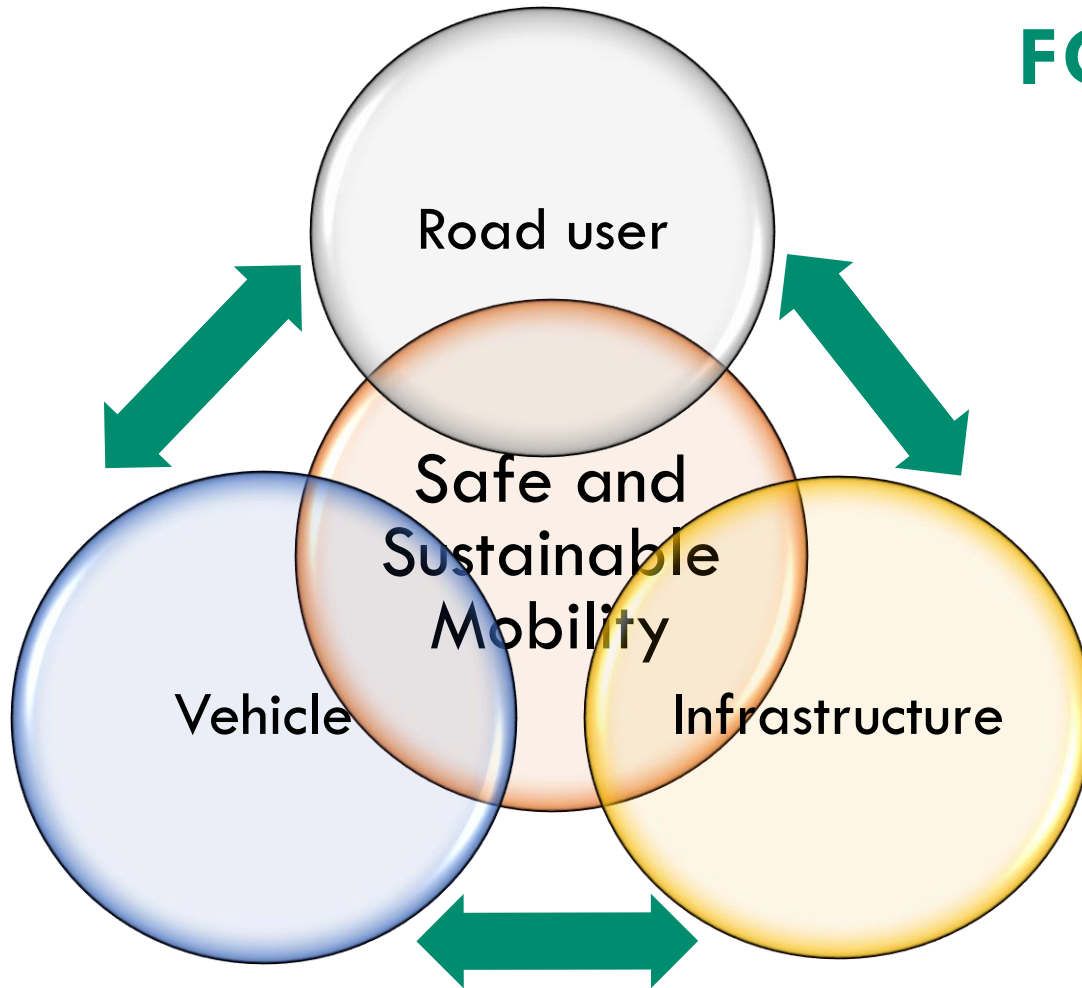 Road user
Safe and
Sustainable
Mobility
Vehicle
Infrastructure